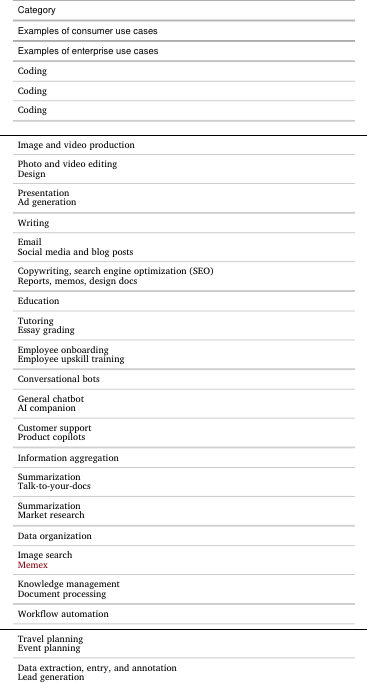 Category
Examples of consumer use cases
Examples of enterprise use cases
Coding
Coding
Coding
Image and video production
Photo and video editing
Design
Presentation
Ad generation
Writing
Email
Social media and blog posts
Copywriting, search engine optimization (SEO)
Reports, memos, design docs
Education
Tutoring
Essay grading
Employee onboarding
Employee upskill training
Conversational bots
General chatbot
AI companion
Customer support
Product copilots
Information aggregation
Summarization
Talk-to-your-docs
Summarization
Market research
Data organization
Image search
Memex
Knowledge management
Document processing
Workflow automation
Travel planning
Event planning
Data extraction, entry, and annotation
Lead generation